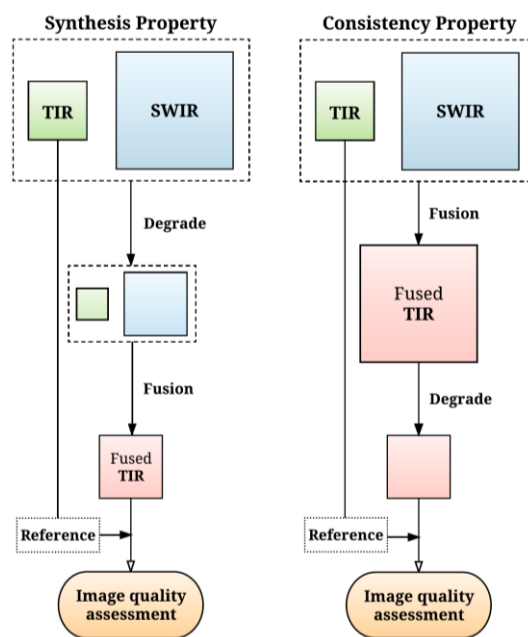 Synthesis Property
TIR
SWIR
Degrade
Fusion
Fused
TIR
Reference
Image quality
assessment
Consistency Property
TIR
SWIR
Fusion
Fused
TIR
Degrade
Reference
Image quality
assessment